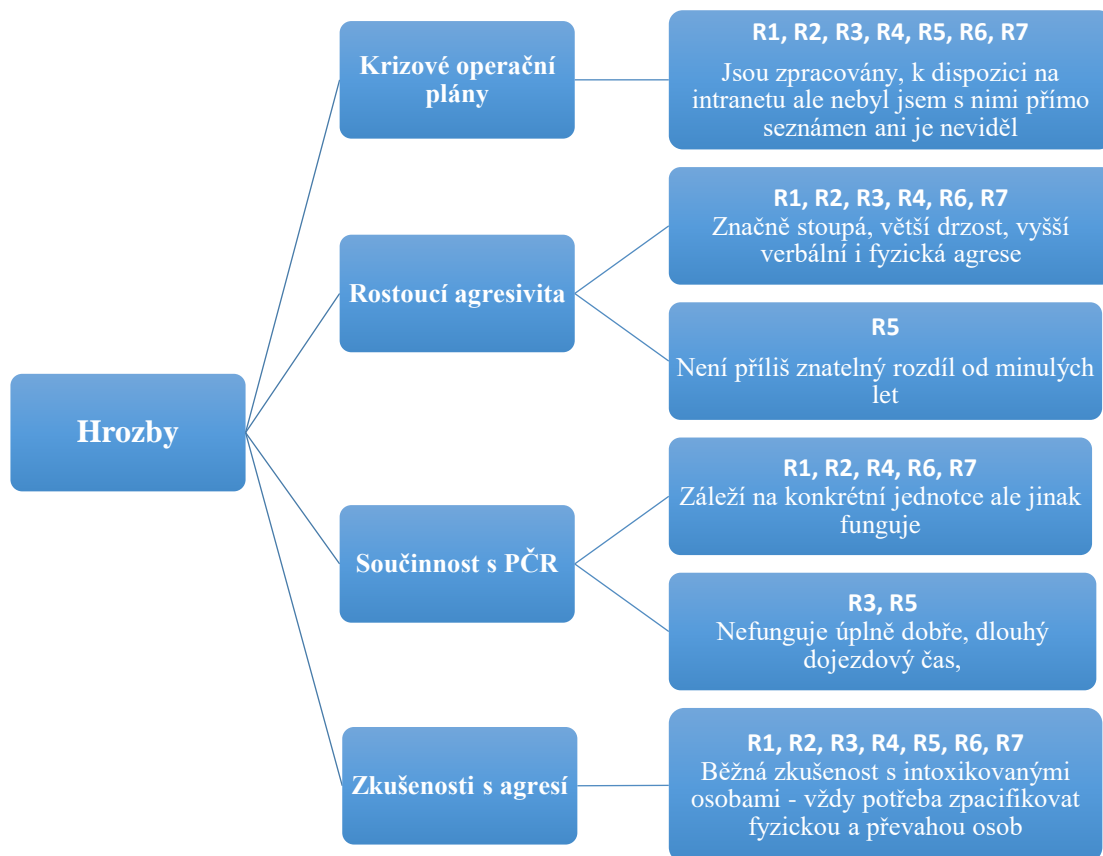 Hrozby
Krizové operační
plány
R1, R2, R3, R4, R5, R6, R7
Jsou zpracovány, k dispozici na
intranetu ale nebyl jsem s nimi přímo
seznámen ani je neviděl
Rostoucí agresivita
R1, R2, R3, R4, R6, R7
Značně stoupá, větší drzost, vyšší
verbální i fyzická agrese
R5
Není příliš znatelný rozdíl od minulých
let
Součinnost s PČR
R1, R2, R4, R6, R7
Záleží na konkrétní jednotce ale jinak
funguje
R3, R5
Nefunguje úplně dobře, dlouhý
dojezdový čas,
Zkušenosti s agresí
R1, R2, R3, R4, R5, R6, R7
Běžná zkušenost s intoxikovanými
osobami - vždy potřeba zpacifikovat
fyzickou a převahou osob